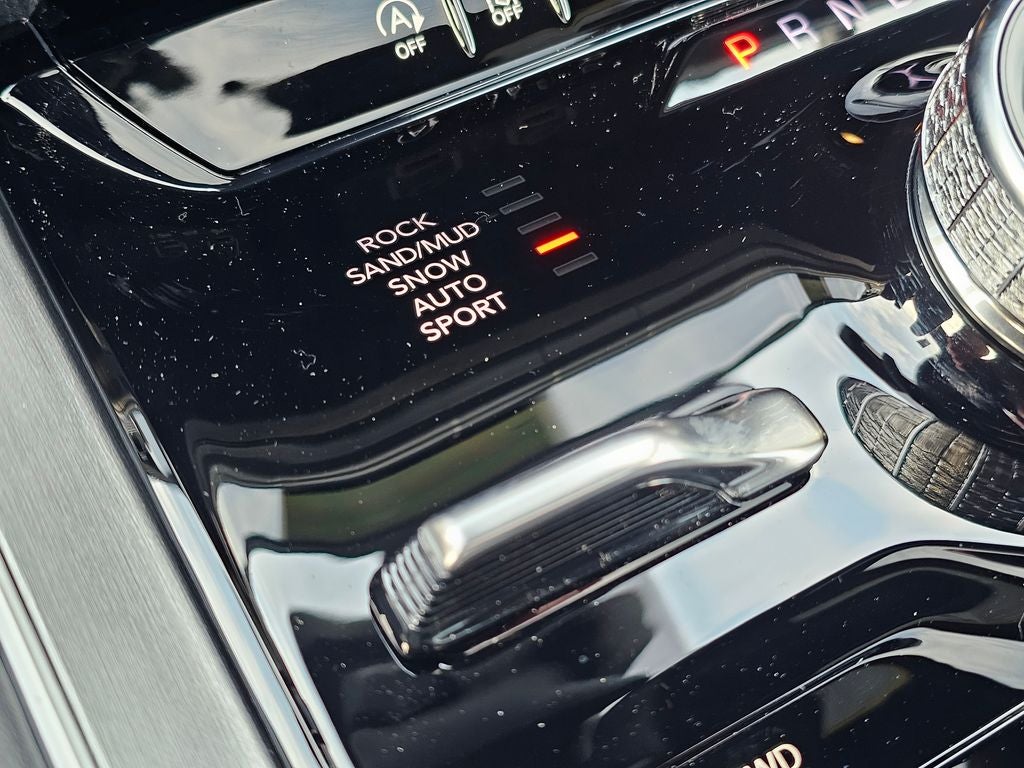 A
OFF
OFF
P R N D
ROCK
SAND/MUD
SNOW
AUTO
SPORT
WD